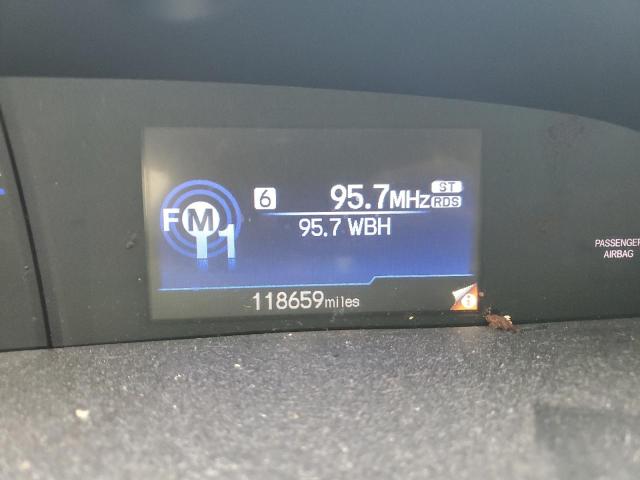 FM1
6 95.7MHz ST RDS
95.7 WBH
118659miles
PASSENGER
AIRBAG